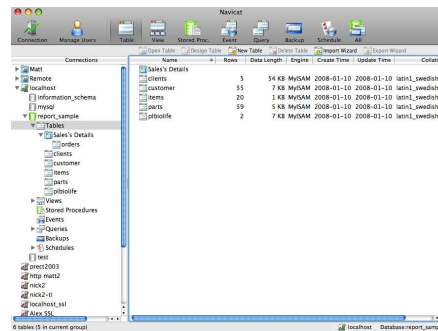 Navicat
Connection Manage Users Table View Stored Proc. Event Query Backup Schedule All
Open Table Design Table New Table Delete Table Import Wizard Export Wizard
Connections Name Rows Data Length Engine Create Time Update Time Collati
Matt
Remote
localhost
information_schema
mysql
report_sample
Tables
Sales's Details
orders
clients
customer
items
parts
plbiolife
Views
Stored Procedures
Events
Queries
Backups
Schedules
test
prect2003
http matt2
nick2
nick2-tl
localhost_ssl
Alex SSL
Sales's Details
clients 5 54 KB MyISAM 2008-01-10 2008-01-10 latin1_swedish
customer 55 7 KB MyISAM 2008-01-10 2008-01-10 latin1_swedish
items 20 1 KB MyISAM 2008-01-10 2008-01-10 latin1_swedish
parts 59 5 KB MyISAM 2008-01-10 2008-01-10 latin1_swedish
plbiolife 2 7 KB MyISAM 2008-01-10 2008-01-10 latin1_swedish
6 tables (5 in current group) localhost Database:report_samp